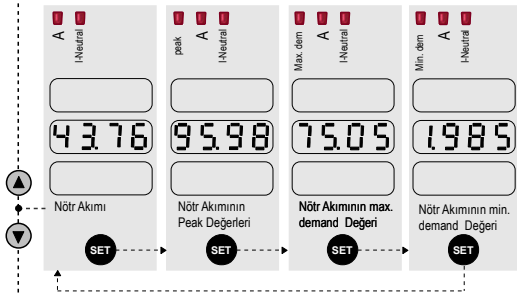 A
I-Neutral
peak
A
I-Neutral
Max. dem
A
I-Neutral
Min. dem
A
I-Neutral
43.76
95.98
75.05
1.985
Nötr Akımı
Nötr Akımının
Peak Değerleri
Nötr Akımının max.
demand Değeri
Nötr Akımının min.
demand Değeri
SET
SET
SET
SET